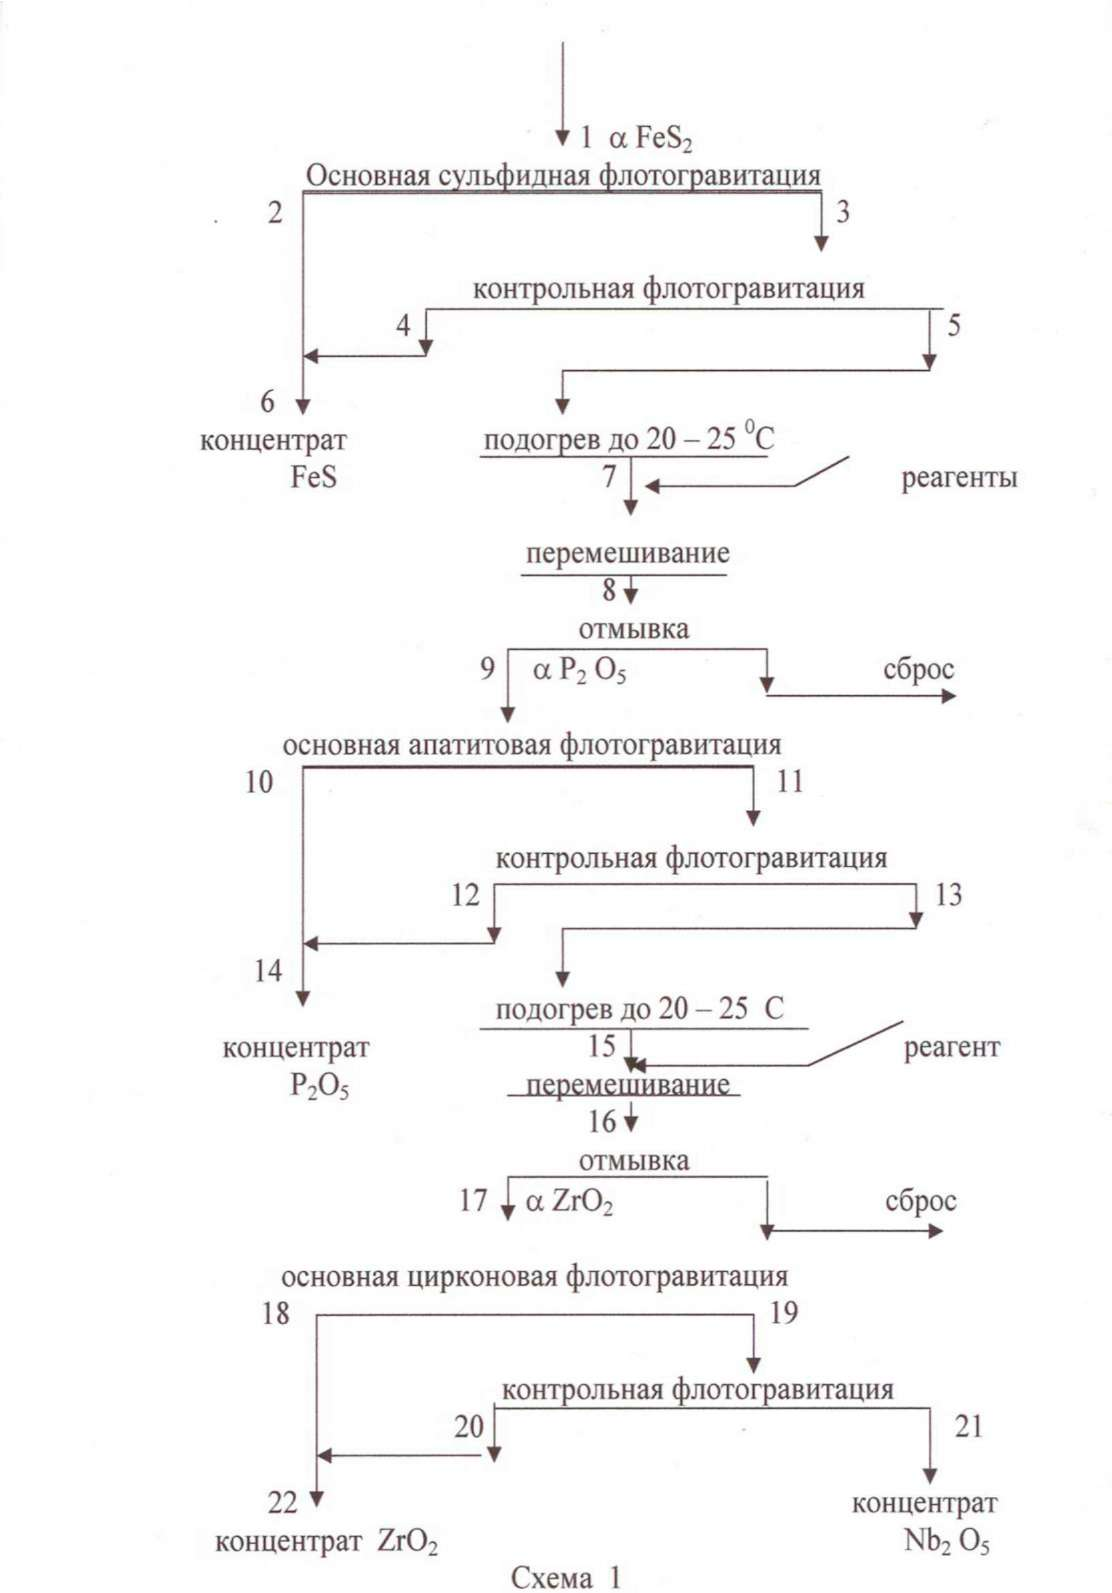 1 α FeS₂
Основная сульфидная флотогравитация
2 3
контрольная флотогравитация
4 5
6
концентрат подогрев до 20 – 25 ⁰С
FeS 7 реагенты
перемешивание
8
отмывка
9 α P₂ O₅ сброс
основная апатитовая флотогравитация
10 11
контрольная флотогравитация
12 13
14
подогрев до 20 – 25 С
концентрат 15 реагент
P₂O₅ перемешивание
16
отмывка
17 α ZrO₂ сброс
основная цирконовая флотогравитация
18 19
контрольная флотогравитация
20 21
22 концентрат
концентрат ZrO₂ Nb₂ O₅
Схема 1